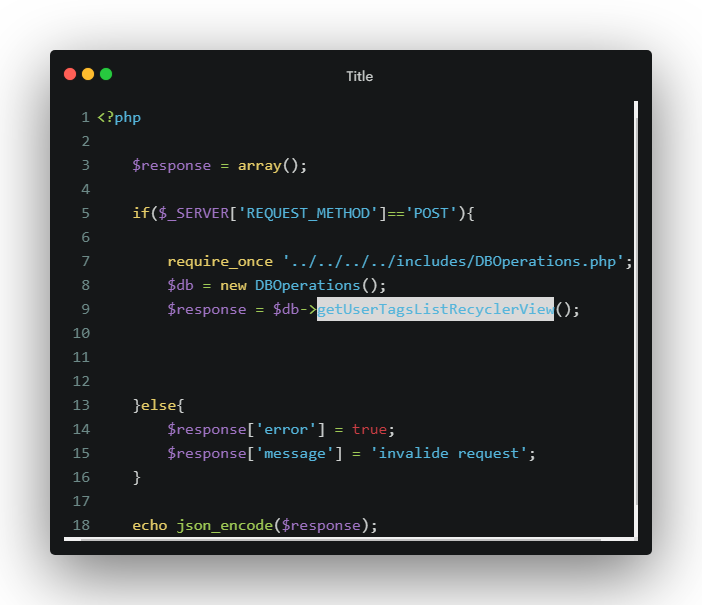 Title
1 <?php
2
3 $response = array();
4
5 if($_SERVER['REQUEST_METHOD']=='POST'){
6
7 require_once '../../../../includes/DBOperations.php';
8 $db = new DBOperations();
9 $response = $db->getUserTagsListRecyclerView();
10
11
12
13 }else{
14 $response['error'] = true;
15 $response['message'] = 'invalide request';
16 }
17
18 echo json_encode($response);